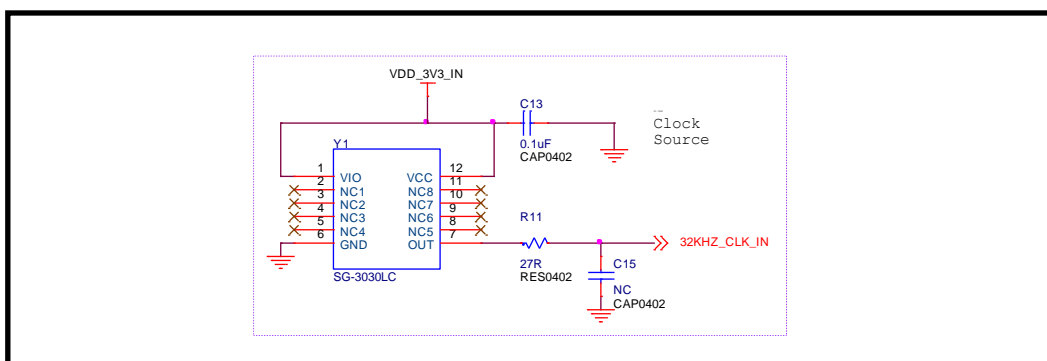 VDD_3V3_IN
C13
0.1uF
CAP0402
Clock
Source
Y1
1 VIO VCC 12
2 NC1 NC8 11
3 NC2 NC7 10
4 NC3 NC6 9
5 NC4 NC5 8
6 GND OUT 7
SG-3030LC
R11
27R
RES0402
32KHZ_CLK_IN
C15
NC
CAP0402